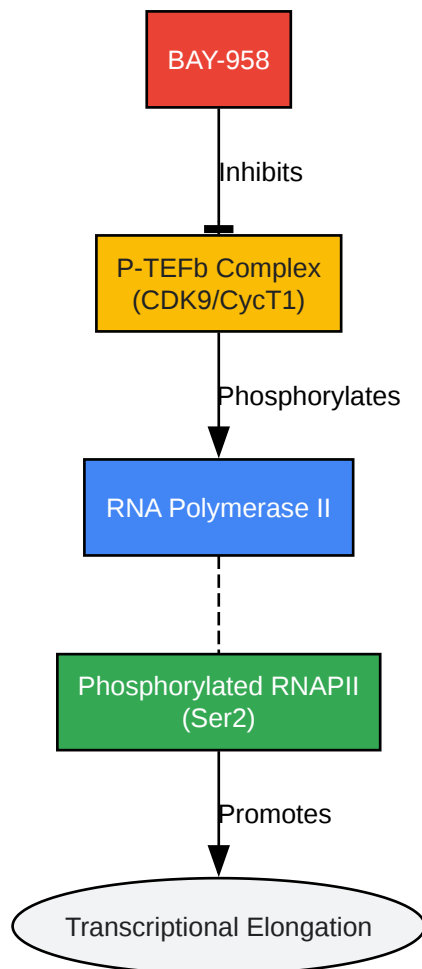 BAY-958
Inhibits
P-TEFb Complex
(CDK9/CycT1)
Phosphorylates
RNA Polymerase II
Phosphorylated RNAPII
(Ser2)
Promotes
Transcriptional Elongation